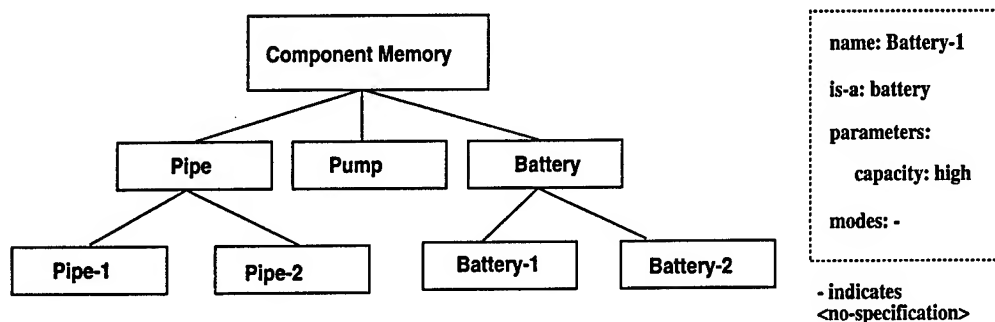 Component Memory
Pipe
Pump
Battery
Pipe-1
Pipe-2
Battery-1
Battery-2
name: Battery-1
is-a: battery
parameters:
capacity: high
modes: -
- indicates
<no-specification>